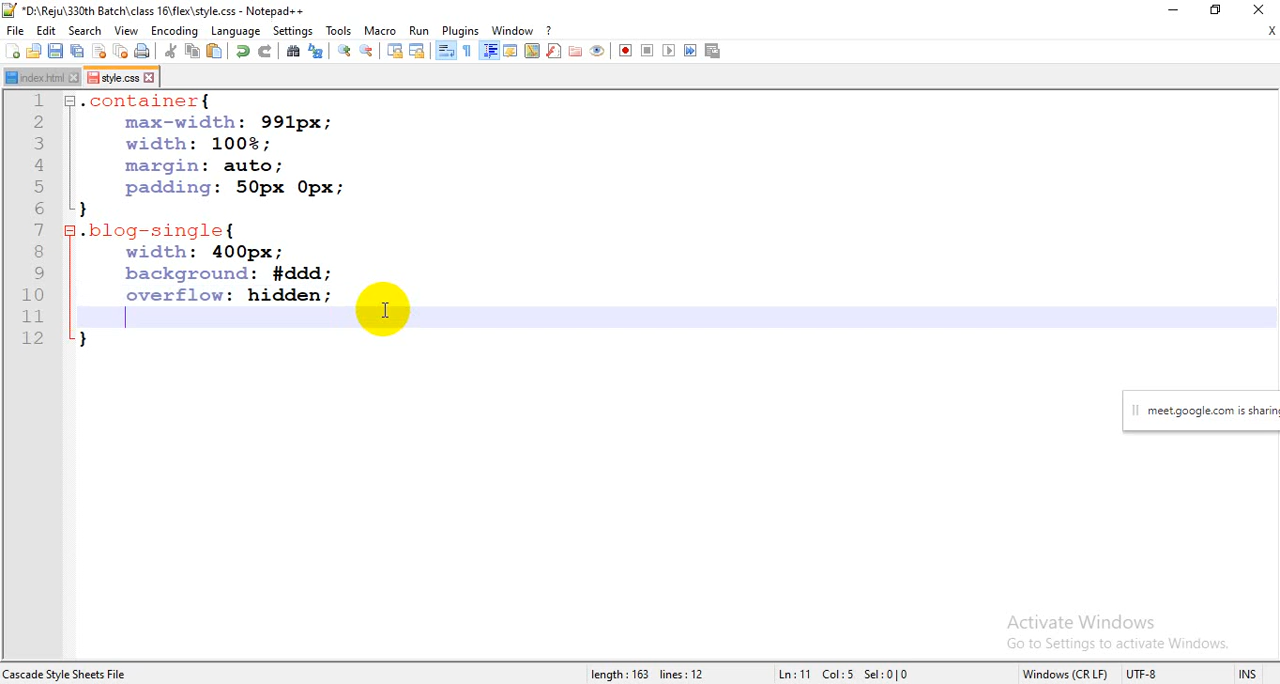 *D:\Reju\330th Batch\class 16\flex\style.css - Notepad++
File Edit Search View Encoding Language Settings Tools Macro Run Plugins Window ? X
index.html style.css
1 .container{
2 max-width: 991px;
3 width: 100%;
4 margin: auto;
5 padding: 50px 0px;
6 }
7 .blog-single{
8 width: 400px;
9 background: #ddd;
10 overflow: hidden;
11
12 }
meet.google.com is sharing
Activate Windows
Go to Settings to activate Windows.
Cascade Style Sheets File length : 163 lines : 12 Ln : 11 Col : 5 Sel : 0 | 0 Windows (CR LF) UTF-8 INS